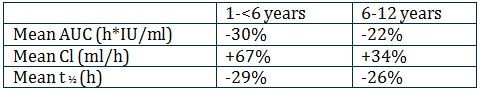 1-<6 years 6-12 years
Mean AUC (h*IU/ml) -30% -22%
Mean Cl (ml/h) +67% +34%
Mean t ½ (h) -29% -26%